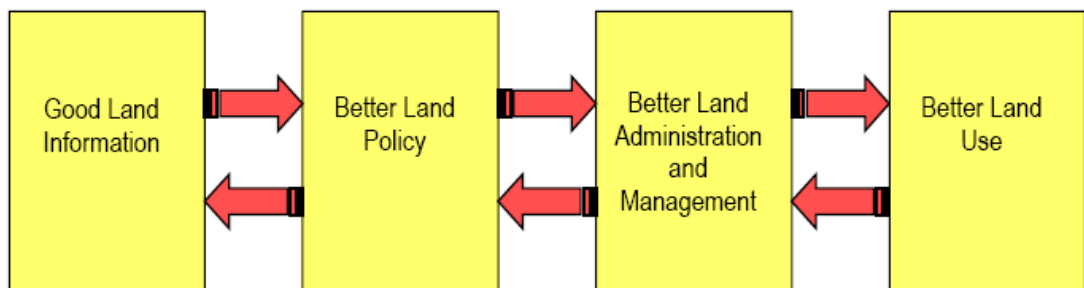 Good Land
Information
Better Land
Policy
Better Land
Administration
and
Management
Better Land
Use